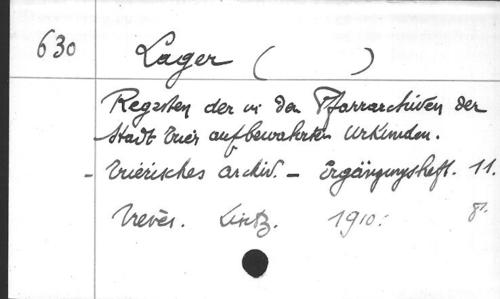 630
Lager ( )
Regesten der in den Pfarrarchiven der
Stadt Trier aufbewahrten Urkunden.
- Trierisches archiv. - Ergänzungsheft. 11.
Trevès. Lintz. 1910. 8°.